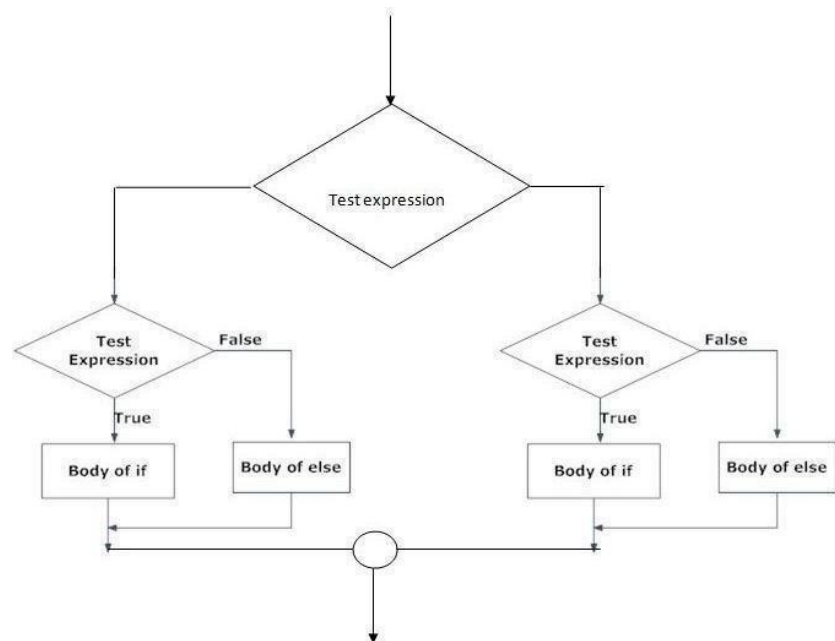 Test expression
Test
Expression
False
True
Body of if
Body of else
Test
Expression
False
True
Body of if
Body of else